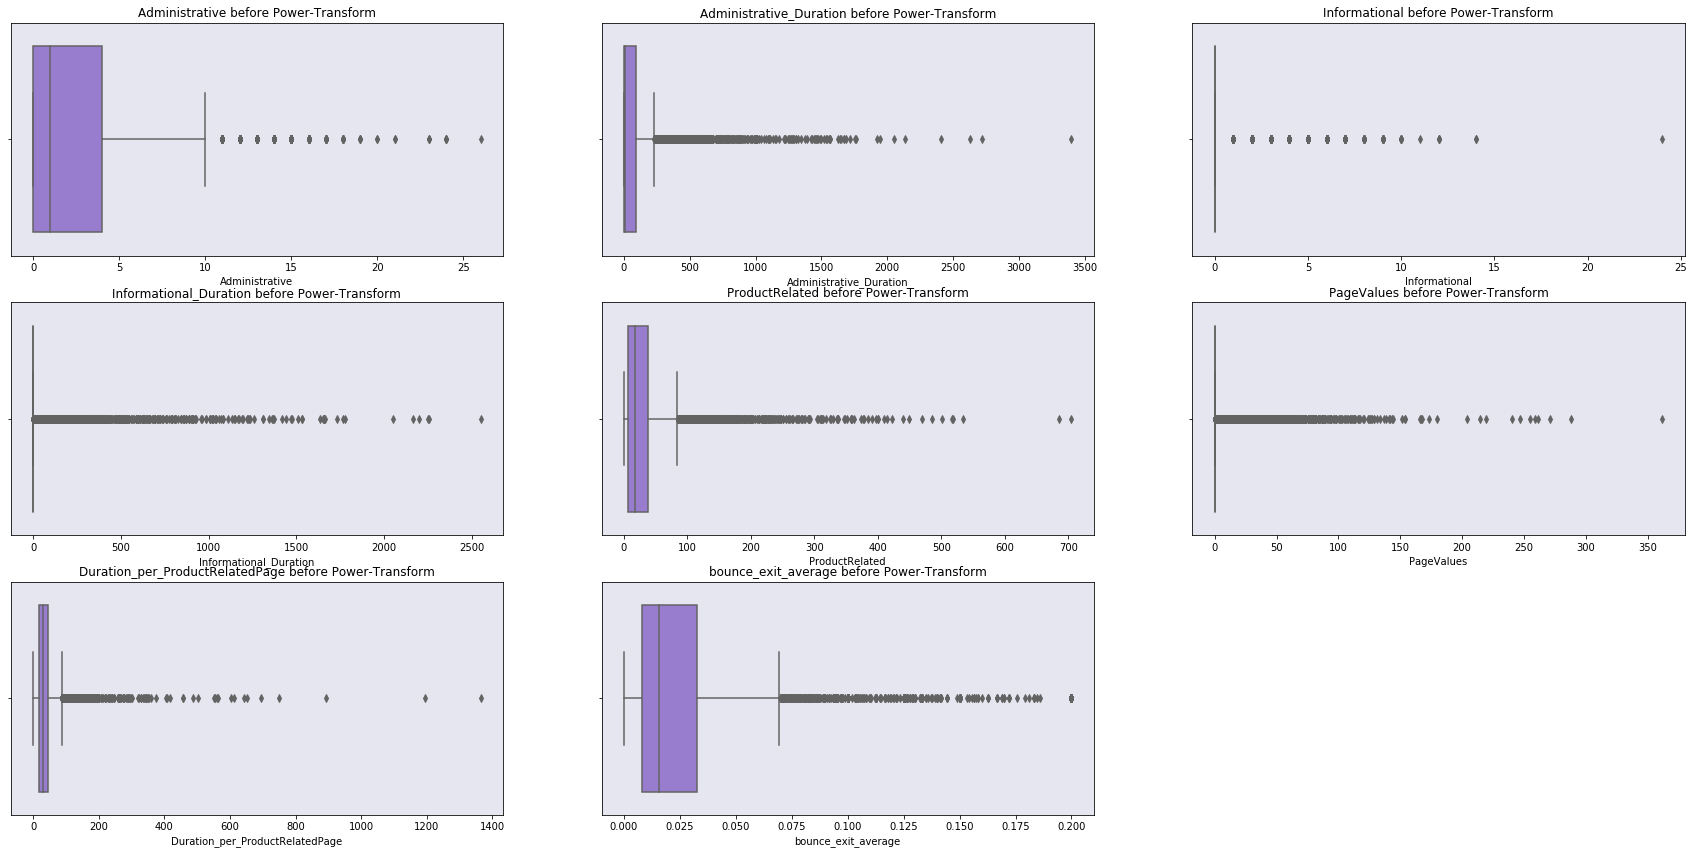 Administrative before Power-Transform
Administrative_Duration before Power-Transform
Informational before Power-Transform
0 5 10 15 20 25
Administrative
0 500 1000 1500 2000 2500 3000 3500
Administrative_Duration
0 5 10 15 20 25
Informational
Informational_Duration before Power-Transform
ProductRelated before Power-Transform
PageValues before Power-Transform
0 500 1000 1500 2000 2500
Informational_Duration
0 100 200 300 400 500 600 700
ProductRelated
0 50 100 150 200 250 300 350
PageValues
Duration_per_ProductRelatedPage before Power-Transform
bounce_exit_average before Power-Transform
0 200 400 600 800 1000 1200 1400
Duration_per_ProductRelatedPage
0.000 0.025 0.050 0.075 0.100 0.125 0.150 0.175 0.200
bounce_exit_average